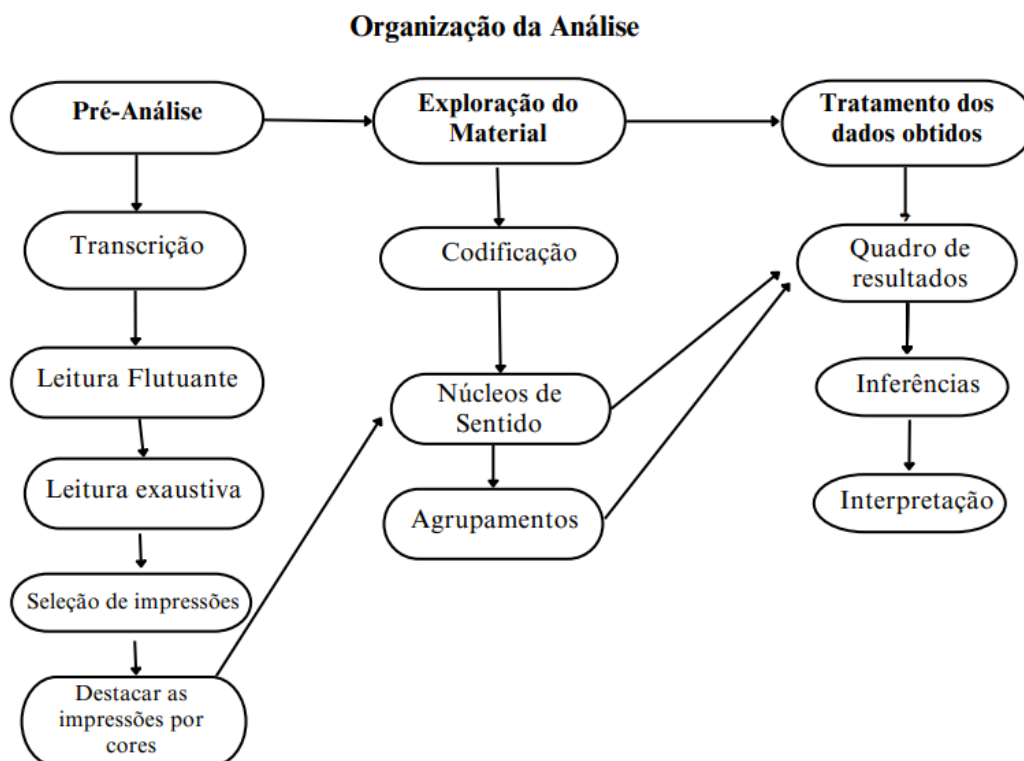 Organização da Análise
Pré-Análise
Transcrição
Leitura Flutuante
Leitura exaustiva
Seleção de impressões
Destacar as
impressões por
cores
Exploração do
Material
Codificação
Núcleos de
Sentido
Agrupamentos
Tratamento dos
dados obtidos
Quadro de
resultados
Inferências
Interpretação